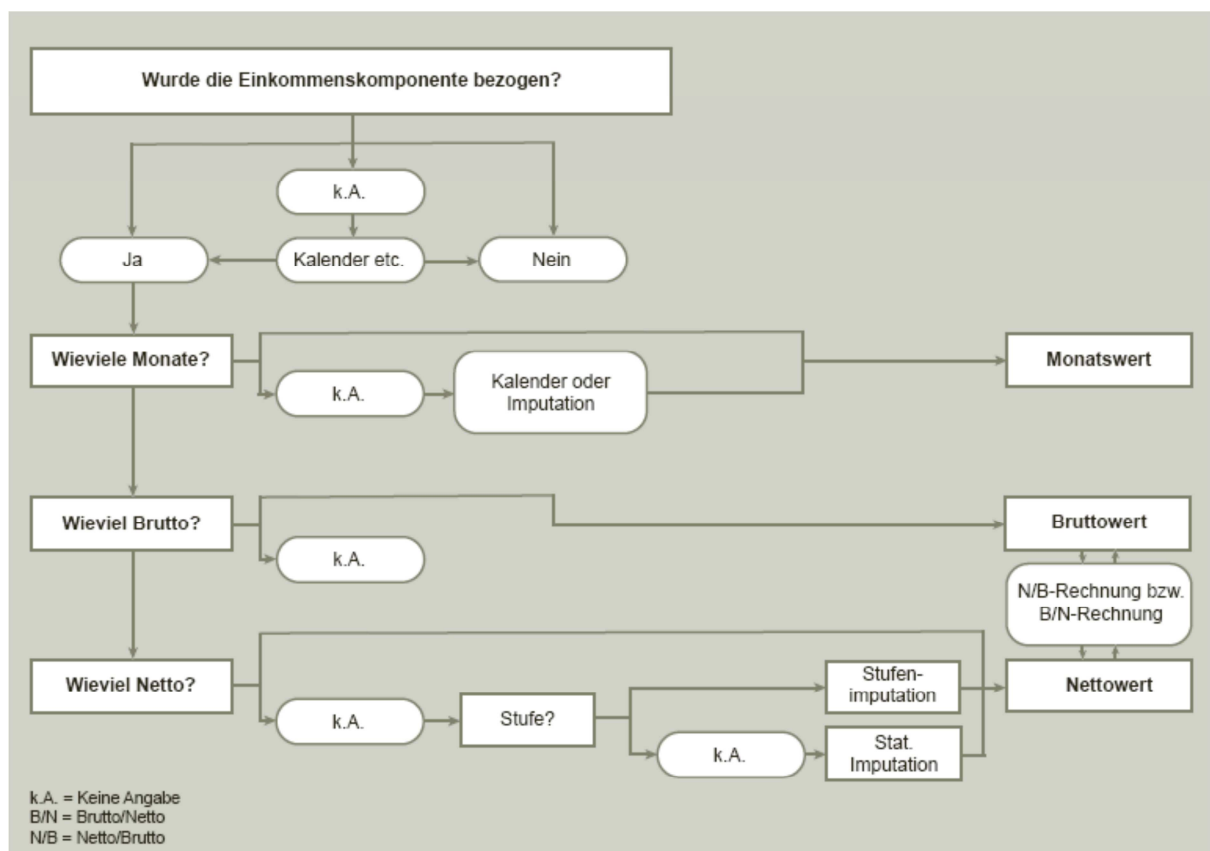 Wurde die Einkommenskomponente bezogen?
k.A.
Ja
Kalender etc.
Nein
Wieviele Monate?
k.A.
Kalender oder
Imputation
Monatswert
Wieviel Brutto?
k.A.
Bruttowert
N/B-Rechnung bzw.
B/N-Rechnung
Wieviel Netto?
k.A.
Stufe?
Stufen-
imputation
k.A.
Stat.
Imputation
Nettowert
k.A. = Keine Angabe
B/N = Brutto/Netto
N/B = Netto/Brutto